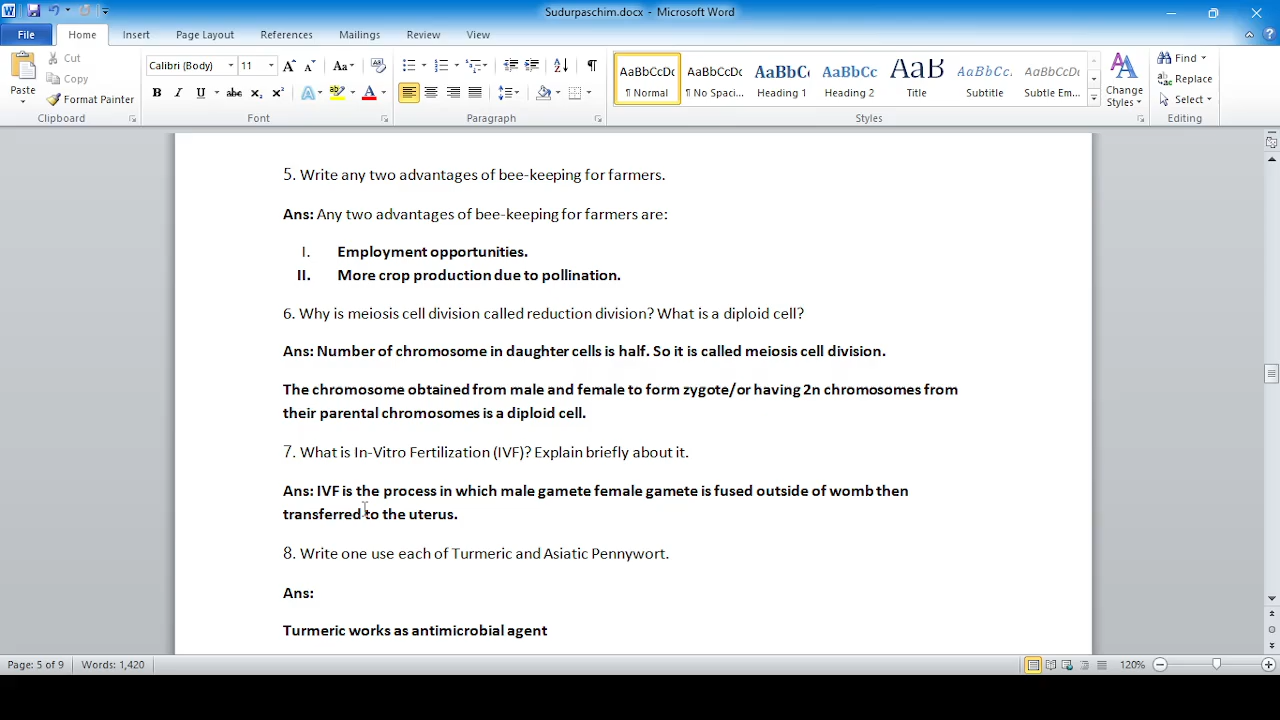 Sudurpaschim.docx - Microsoft Word
File Home Insert Page Layout References Mailings Review View
Paste
Cut
Copy
Format Painter
Clipboard
Calibri (Body) 11
Font
Paragraph
AaBbCcDc AaBbCcDc AaBbC AaBbCc AaB AaBbCc. AaBbCcDc
¶ Normal ¶ No Spaci... Heading 1 Heading 2 Title Subtitle Subtle Em...
Change Styles
Styles
Find
Replace
Select
Editing
5. Write any two advantages of bee-keeping for farmers.
Ans: Any two advantages of bee-keeping for farmers are:
I. Employment opportunities.
II. More crop production due to pollination.
6. Why is meiosis cell division called reduction division? What is a diploid cell?
Ans: Number of chromosome in daughter cells is half. So it is called meiosis cell division.
The chromosome obtained from male and female to form zygote/or having 2n chromosomes from
their parental chromosomes is a diploid cell.
7. What is In-Vitro Fertilization (IVF)? Explain briefly about it.
Ans: IVF is the process in which male gamete female gamete is fused outside of womb then
transferred to the uterus.
8. Write one use each of Turmeric and Asiatic Pennywort.
Ans:
Turmeric works as antimicrobial agent
Page: 5 of 9 Words: 1,420 120%